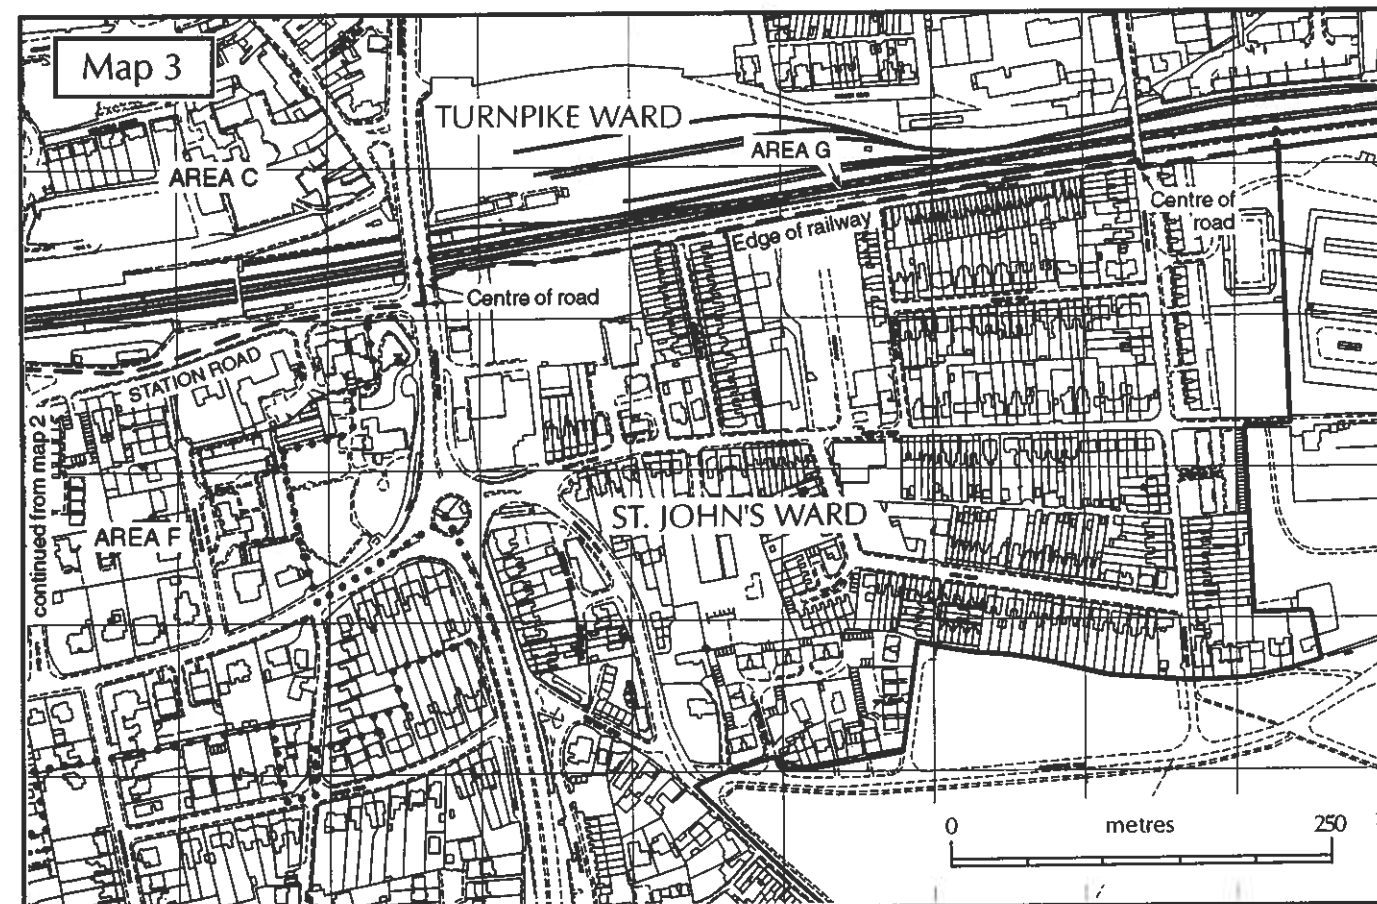 Map 3
TURNPIKE WARD
AREA G
AREA C
Centre of
road
Edge of railway
Centre of road
STATION ROAD
continued from map 2
ST. JOHN'S WARD
AREA F
0 metres 250